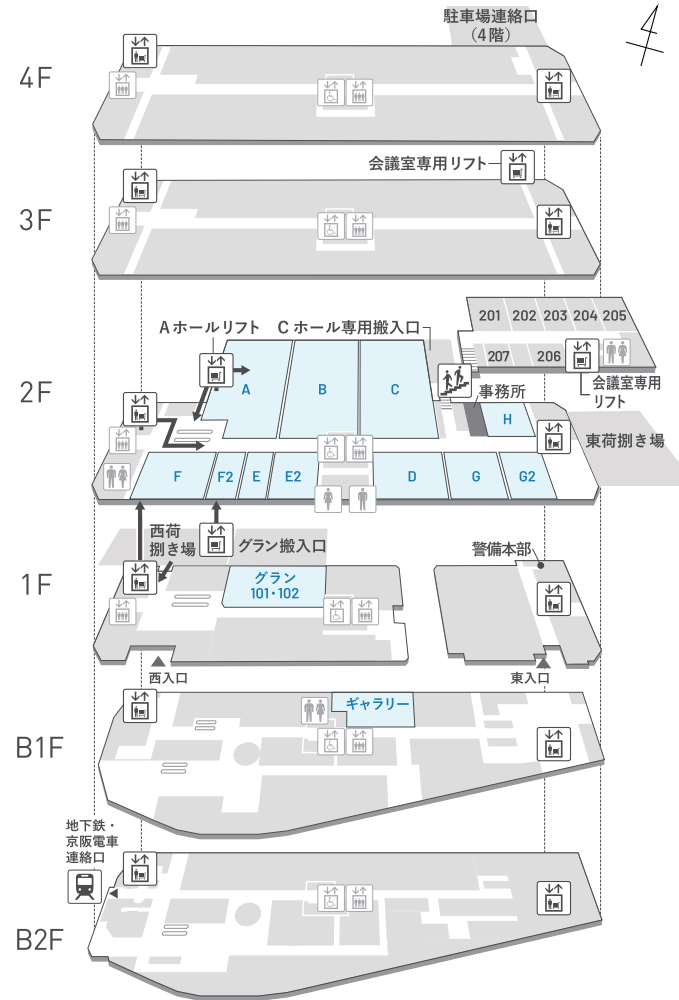 駐車場連絡口
（4階）
4F
会議室専用リフト
3F
201 202 203 204 205
Aホールリフト
Cホール専用搬入口
207 206
A
B
C
会議室専用
リフト
2F
事務所
H
東荷捌き場
F
F2
E
E2
D
G
G2
西荷
捌き場
グラン搬入口
警備本部
1F
グラン
101・102
西入口
東入口
ギャラリー
B1F
地下鉄・
京阪電車
連絡口
B2F